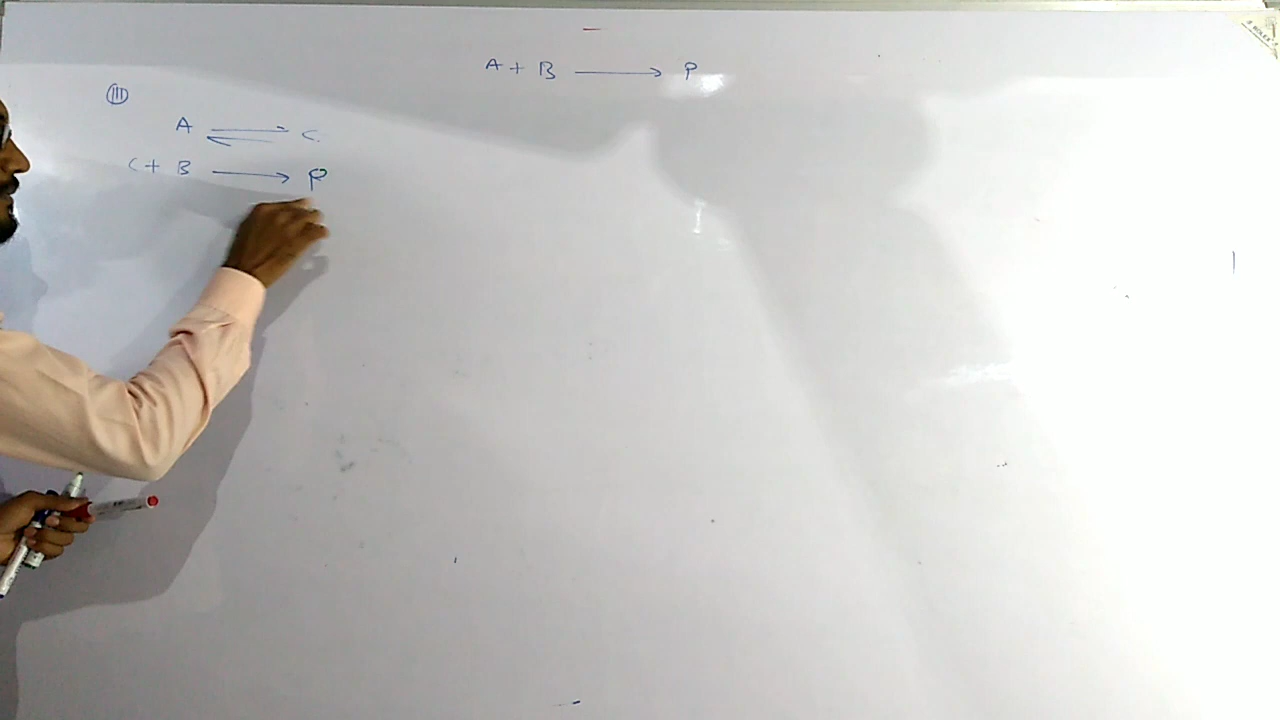 A + B ⟶ P
III
A ⇌ C
C + B ⟶ P